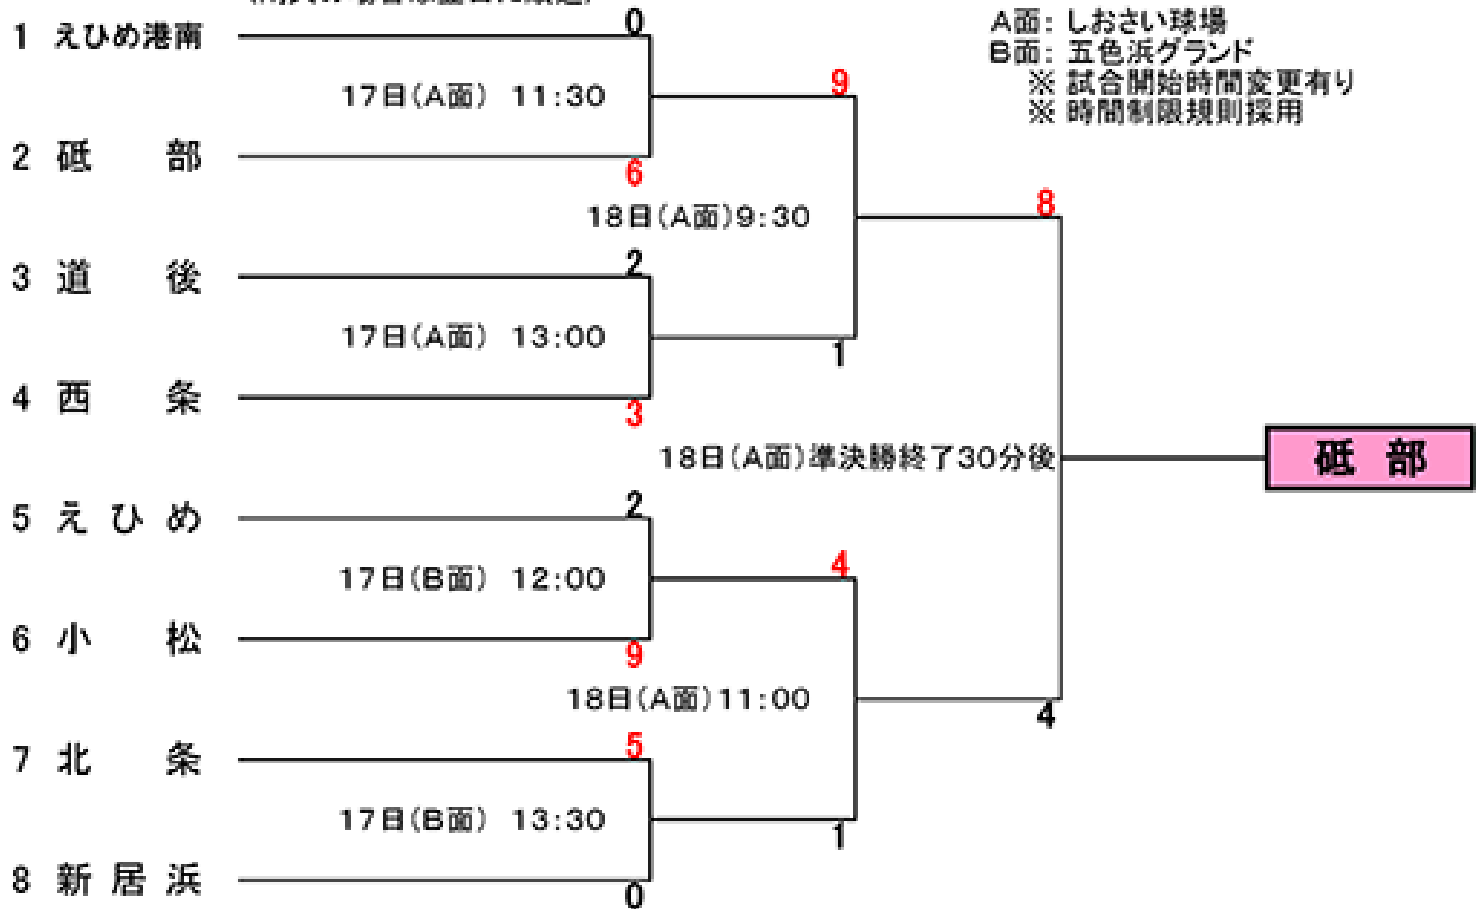 0
1 えひめ港南
A面: しおさい球場
B面: 五色浜グランド
※ 試合開始時間変更有り
※ 時間制限規則採用
17日(A面) 11:30
9
2 砥 部
6
18日(A面)9:30
8
2
3 道 後
17日(A面) 13:00
1
4 西 条
3
18日(A面)準決勝終了30分後
砥 部
2
5 え ひ め
17日(B面) 12:00
4
6 小 松
9
18日(A面)11:00
4
5
7 北 条
17日(B面) 13:30
1
8 新 居 浜
0